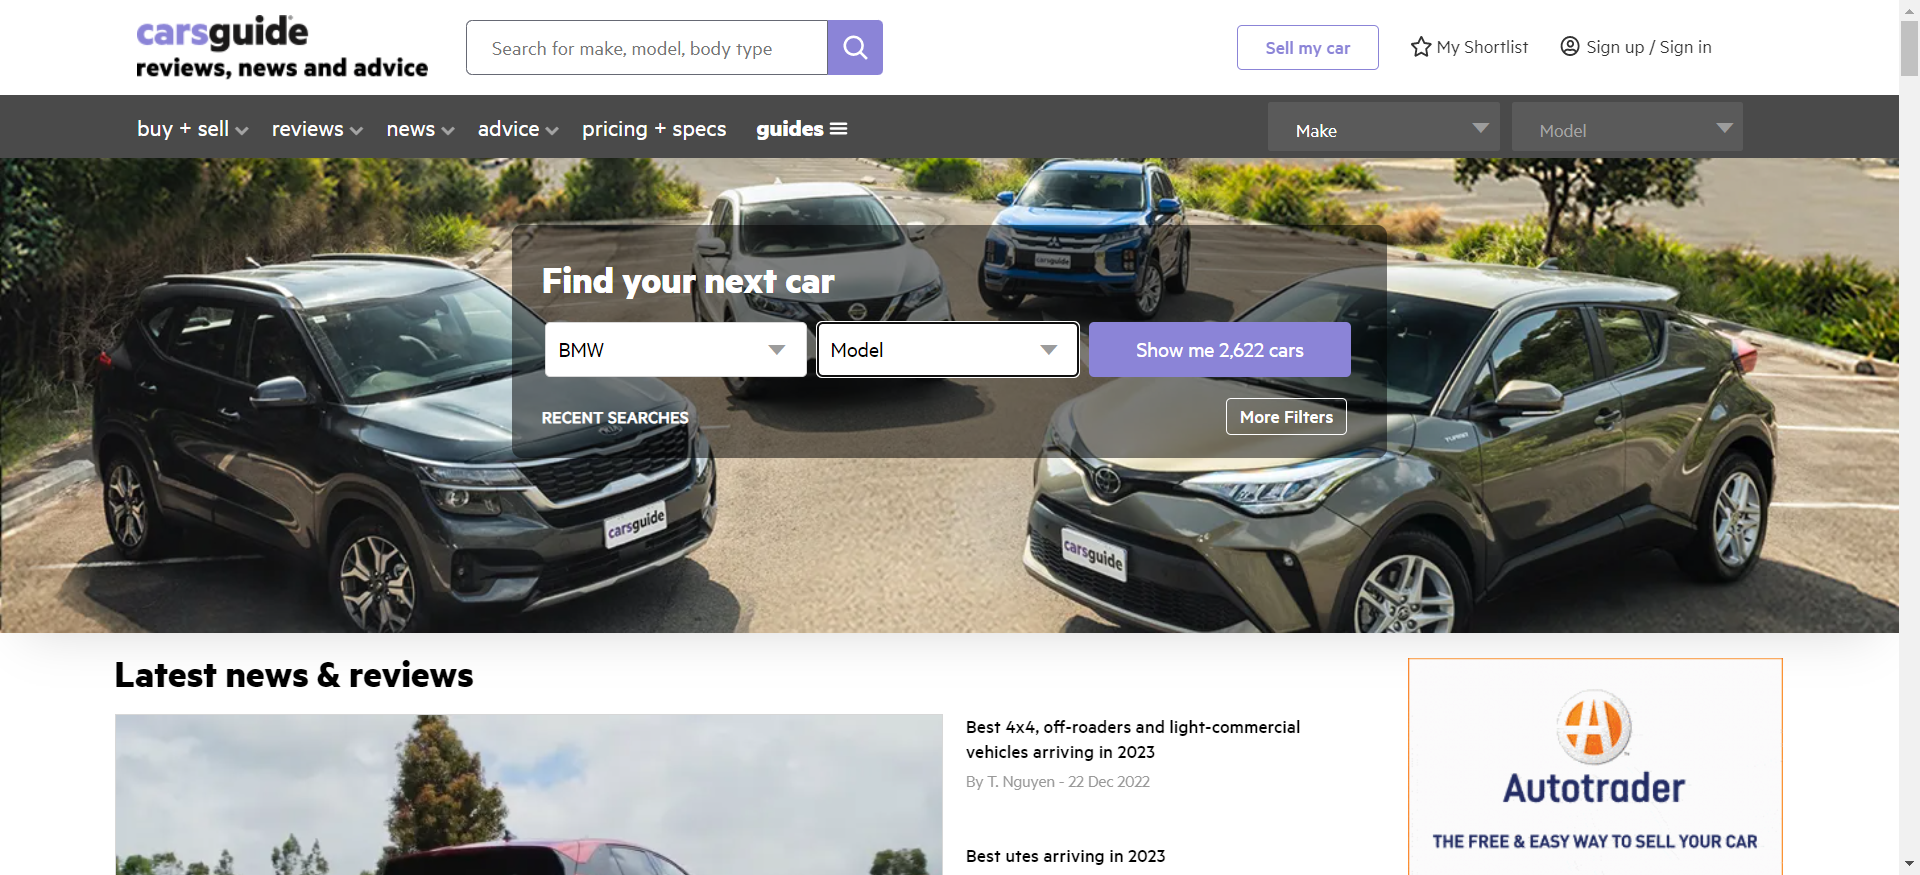 carsguide
reviews, news and advice
Search for make, model, body type
Sell my car
My Shortlist
Sign up / Sign in
buy + sell
reviews
news
advice
pricing + specs
guides
Make
Model
Find your next car
BMW
Model
Show me 2,622 cars
RECENT SEARCHES
More Filters
carsguide
carsguide
carsguide
Latest news & reviews
Best 4x4, off-roaders and light-commercial
vehicles arriving in 2023
By T. Nguyen - 22 Dec 2022
Best utes arriving in 2023
Autotrader
THE FREE & EASY WAY TO SELL YOUR CAR